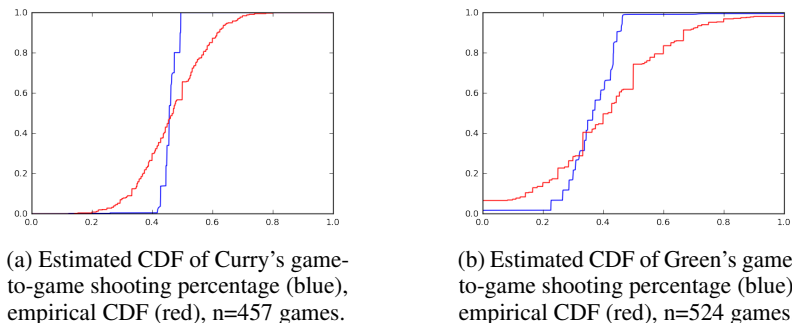 1.0
0.8
0.6
0.4
0.2
0.0
0.0 0.2 0.4 0.6 0.8 1.0
1.0
0.8
0.6
0.4
0.2
0.0
0.0 0.2 0.4 0.6 0.8 1.0
(a) Estimated CDF of Curry's game-
to-game shooting percentage (blue),
empirical CDF (red), n=457 games.
(b) Estimated CDF of Green's game
to-game shooting percentage (blue)
empirical CDF (red), n=524 games